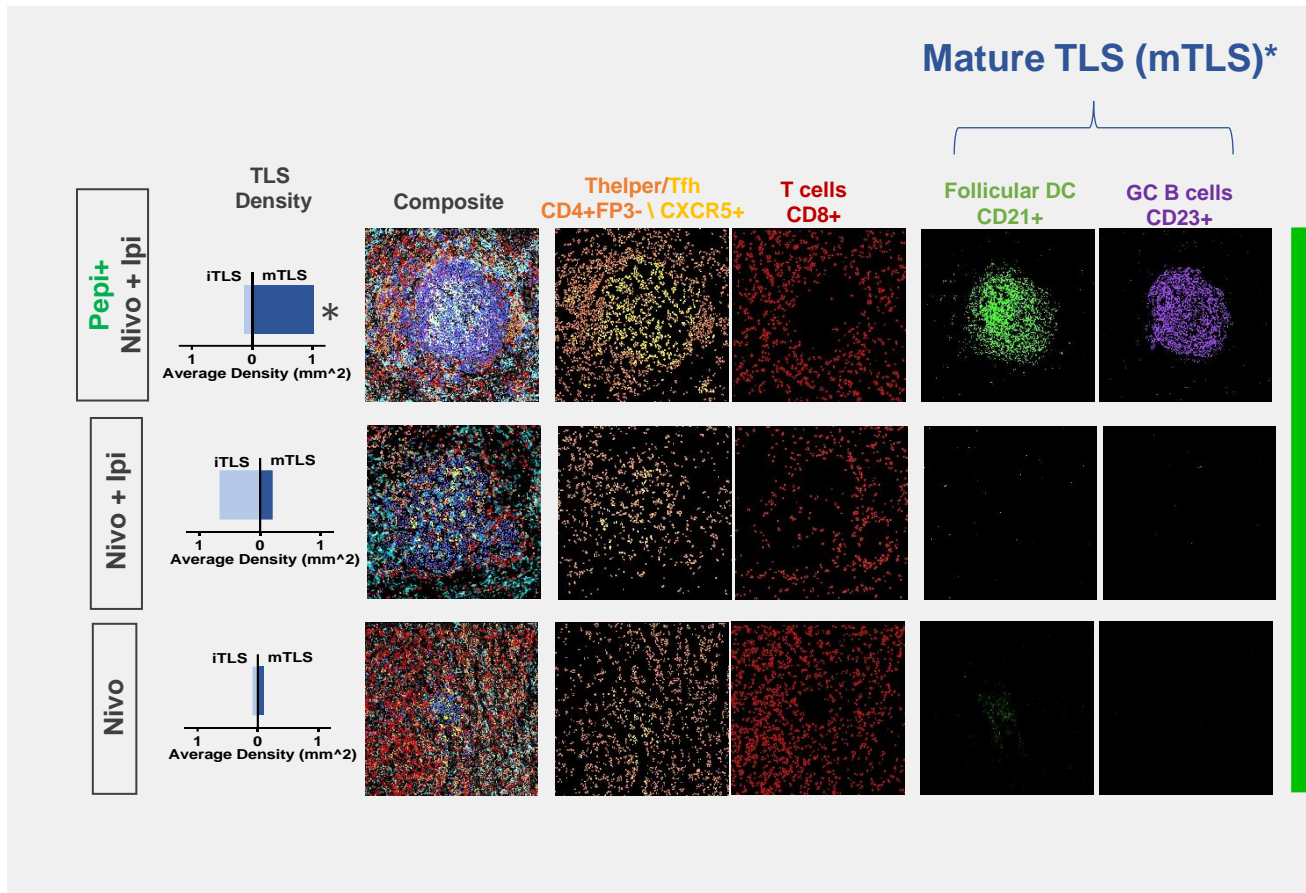 Mature TLS (mTLS)*
TLS
Density
Composite
Thelper/Tfh
CD4+FP3- \ CXCR5+
T cells
CD8+
Follicular DC
CD21+
GC B cells
CD23+
Pepi+
Nivo + Ipi
iTLS mTLS
*
1 0 1
Average Density (mm^2)
Nivo + Ipi
iTLS mTLS
1 0 1
Average Density (mm^2)
Nivo
iTLS mTLS
1 0 1
Average Density (mm^2)